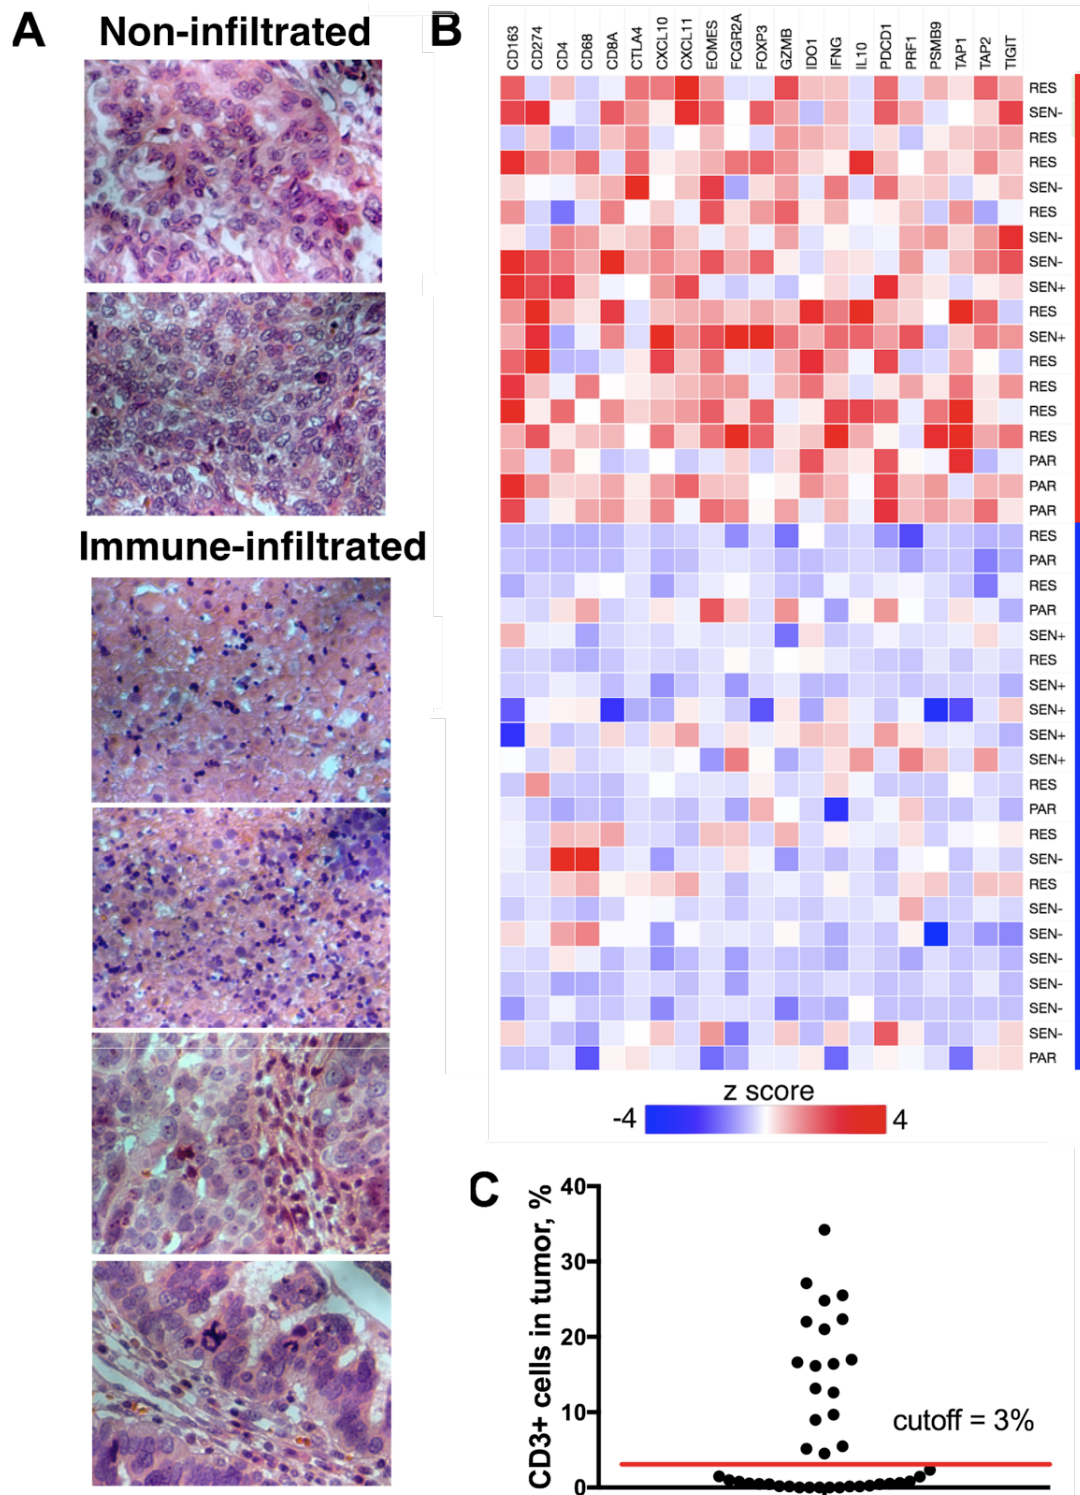 A
Non-infiltrated
Immune-infiltrated
B
CD163
CD274
CD4
CD68
CD8A
CTLA4
CXCL10
CXCL11
EOMES
FCGR2A
FOXP3
GZMB
IDO1
IFNG
IL10
PDCD1
PRF1
PSMB9
TAP1
TAP2
TIGIT
RES
SEN-
RES
RES
SEN-
RES
SEN-
SEN-
SEN+
RES
SEN+
RES
RES
RES
RES
PAR
PAR
PAR
RES
PAR
RES
PAR
SEN+
RES
SEN+
SEN+
SEN+
SEN+
RES
PAR
RES
SEN-
RES
SEN-
SEN-
SEN-
SEN-
SEN-
SEN-
PAR
z score
-4
4
C
CD3+ cells in tumor, %
40
30
20
10
0
cutoff = 3%